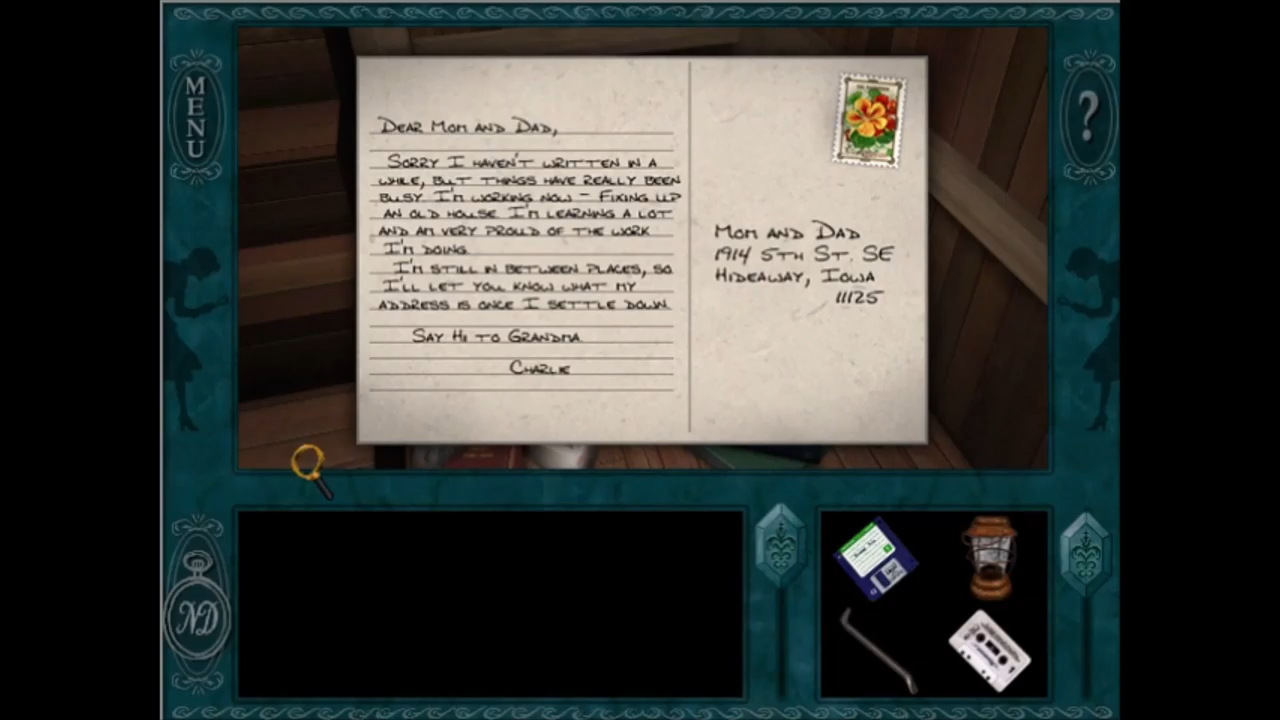 MENU
?
DEAR MOM AND DAD,
SORRY I HAVEN'T WRITTEN IN A
WHILE, BUT THINGS HAVE REALLY BEEN
BUSY. I'M WORKING NOW - FIXING UP
AN OLD HOUSE. I'M LEARNING A LOT
AND AM VERY PROUD OF THE WORK
I'M DOING.
I'M STILL IN BETWEEN PLACES, SO
I'LL LET YOU KNOW WHAT MY
ADDRESS IS ONCE I SETTLE DOWN.
SAY HI TO GRANDMA.
CHARLIE
MOM AND DAD
1914 5TH ST. SE
HIDEAWAY, IOWA
11125
ND